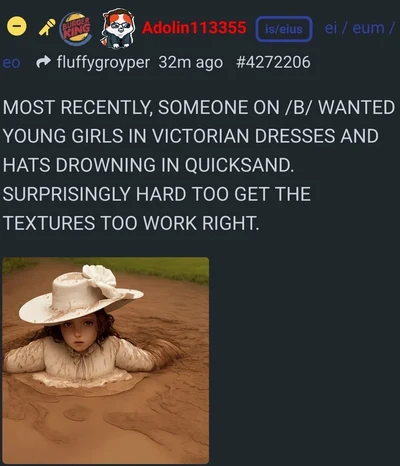 BURGER KING Adolin113355 is/eius ei / eum /
eo fluffygroyper 32m ago #4272206
MOST RECENTLY, SOMEONE ON /B/ WANTED
YOUNG GIRLS IN VICTORIAN DRESSES AND
HATS DROWNING IN QUICKSAND.
SURPRISINGLY HARD TOO GET THE
TEXTURES TOO WORK RIGHT.